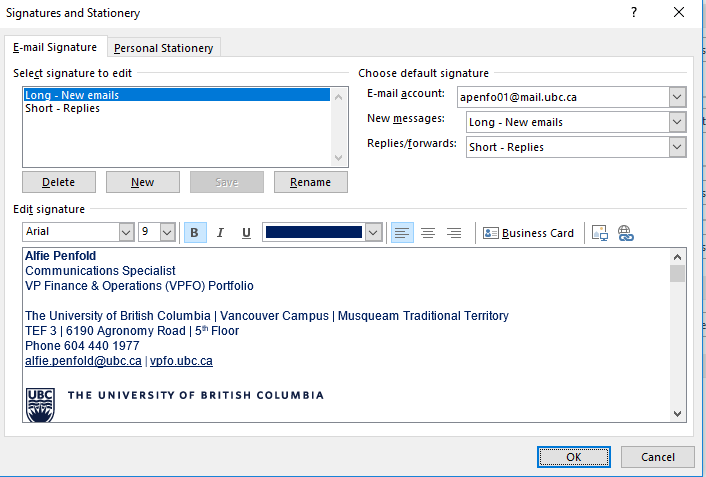 Signatures and Stationery
E-mail Signature
Personal Stationery
Select signature to edit
Long - New emails
Short - Replies
Delete
New
Save
Rename
Choose default signature
E-mail account: apenfo01@mail.ubc.ca
New messages: Long - New emails
Replies/forwards: Short - Replies
Edit signature
Arial 9 B I U Business Card
Alfie Penfold
Communications Specialist
VP Finance & Operations (VPFO) Portfolio
The University of British Columbia | Vancouver Campus | Musqueam Traditional Territory
TEF 3 | 6190 Agronomy Road | 5th Floor
Phone 604 440 1977
alfie.penfold@ubc.ca | vpfo.ubc.ca
UBC THE UNIVERSITY OF BRITISH COLUMBIA
OK
Cancel